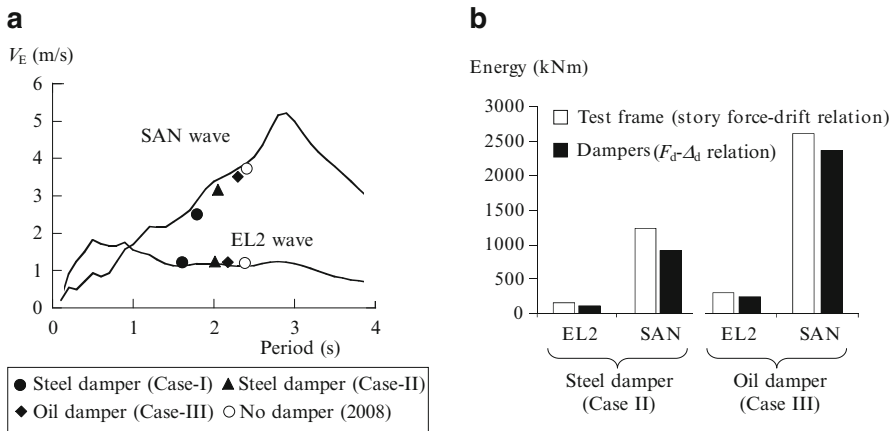 a
V_E (m/s)
6
5
4
3
2
1
0
SAN wave
EL2 wave
0 1 2 3 4
Period (s)
● Steel damper (Case-I) ▲ Steel damper (Case-II)
◆ Oil damper (Case-III) ○ No damper (2008)
b
Energy (kNm)
3000
2500
2000
1500
1000
500
0
Test frame (story force-drift relation)
Dampers (F_d-Δ_d relation)
EL2 SAN EL2 SAN
Steel damper
(Case II)
Oil damper
(Case III)